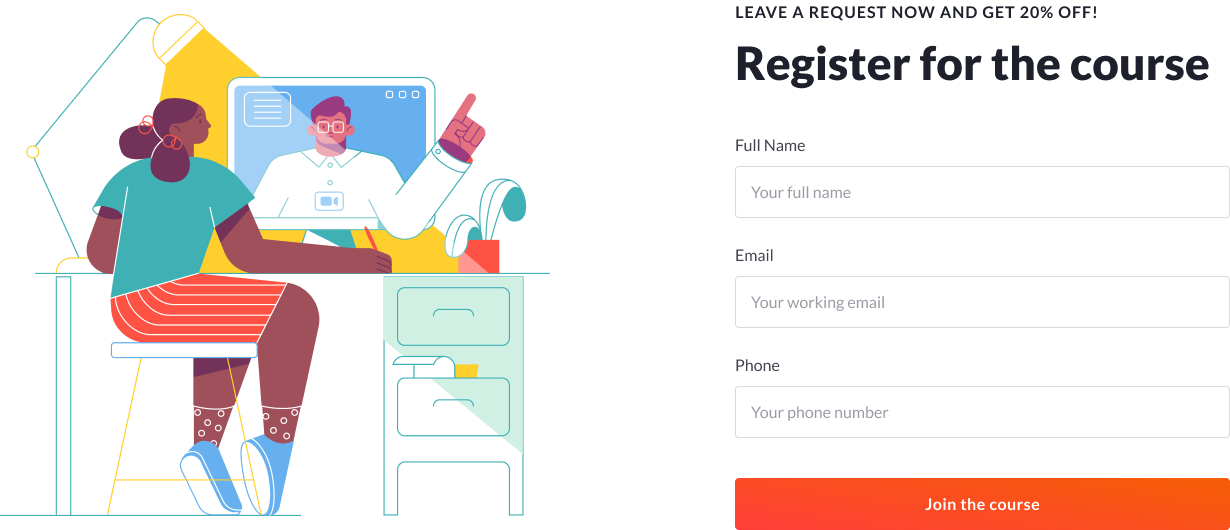 LEAVE A REQUEST NOW AND GET 20% OFF!
Register for the course
Full Name
Your full name
Email
Your working email
Phone
Your phone number
Join the course